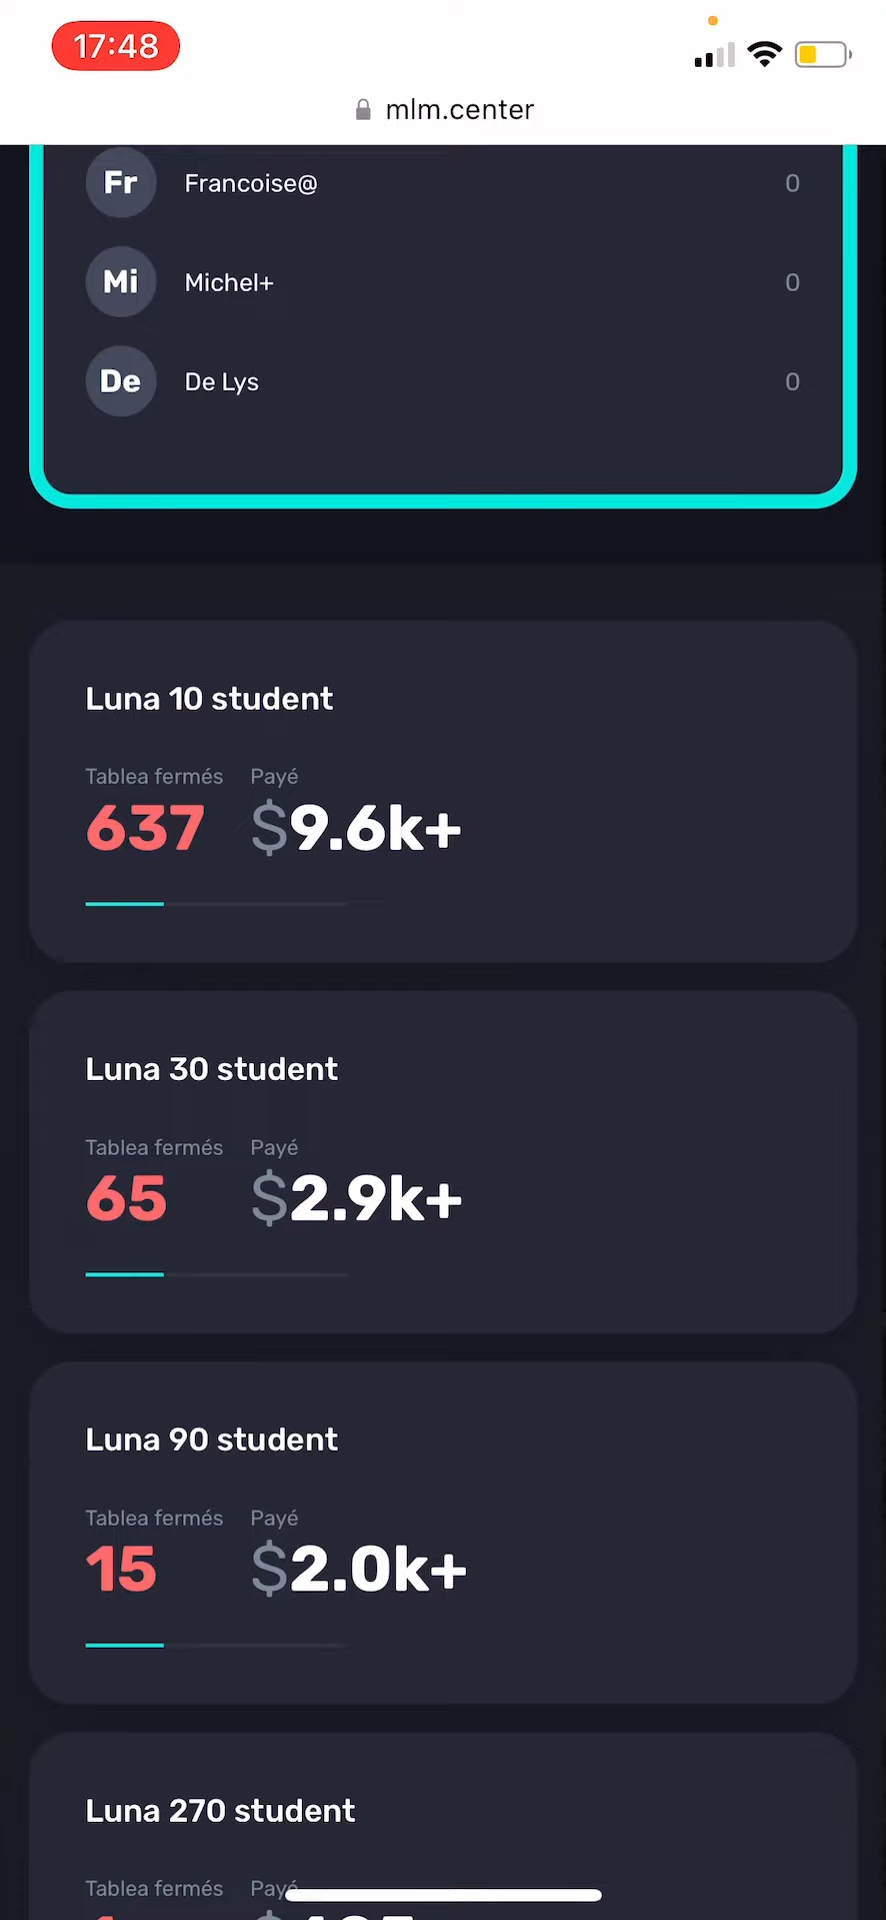 17:48
mlm.center
Fr Francoise@ 0
Mi Michel+ 0
De De Lys 0
Luna 10 student
Tablea fermés Payé
637 $9.6k+
Luna 30 student
Tablea fermés Payé
65 $2.9k+
Luna 90 student
Tablea fermés Payé
15 $2.0k+
Luna 270 student
Tablea fermés Payé